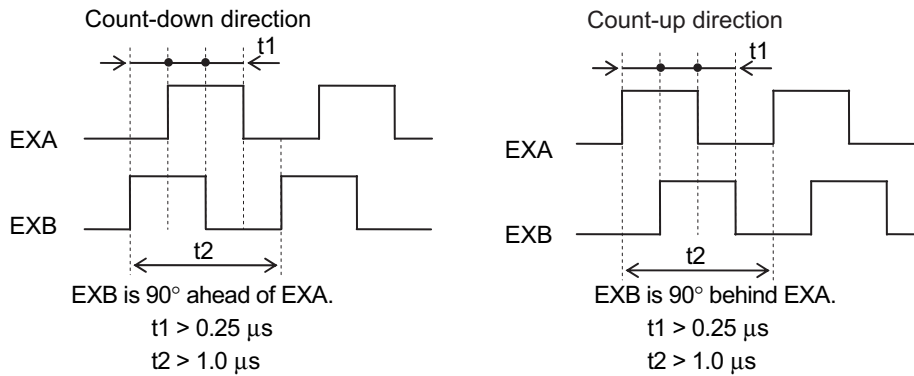 Count-down direction
t1
EXA
EXB
t2
EXB is 90° ahead of EXA.
t1 > 0.25 μs
t2 > 1.0 μs
Count-up direction
t1
EXA
EXB
t2
EXB is 90° behind EXA.
t1 > 0.25 μs
t2 > 1.0 μs